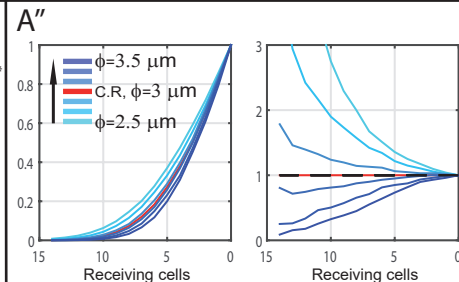 A”
1
0.8
0.6
0.4
0.2
0
ϕ=3.5 µm
C.R, ϕ=3 µm
ϕ=2.5 µm
15 10 5 0
Receiving cells
3
2
1
0
15 10 5 0
Receiving cells